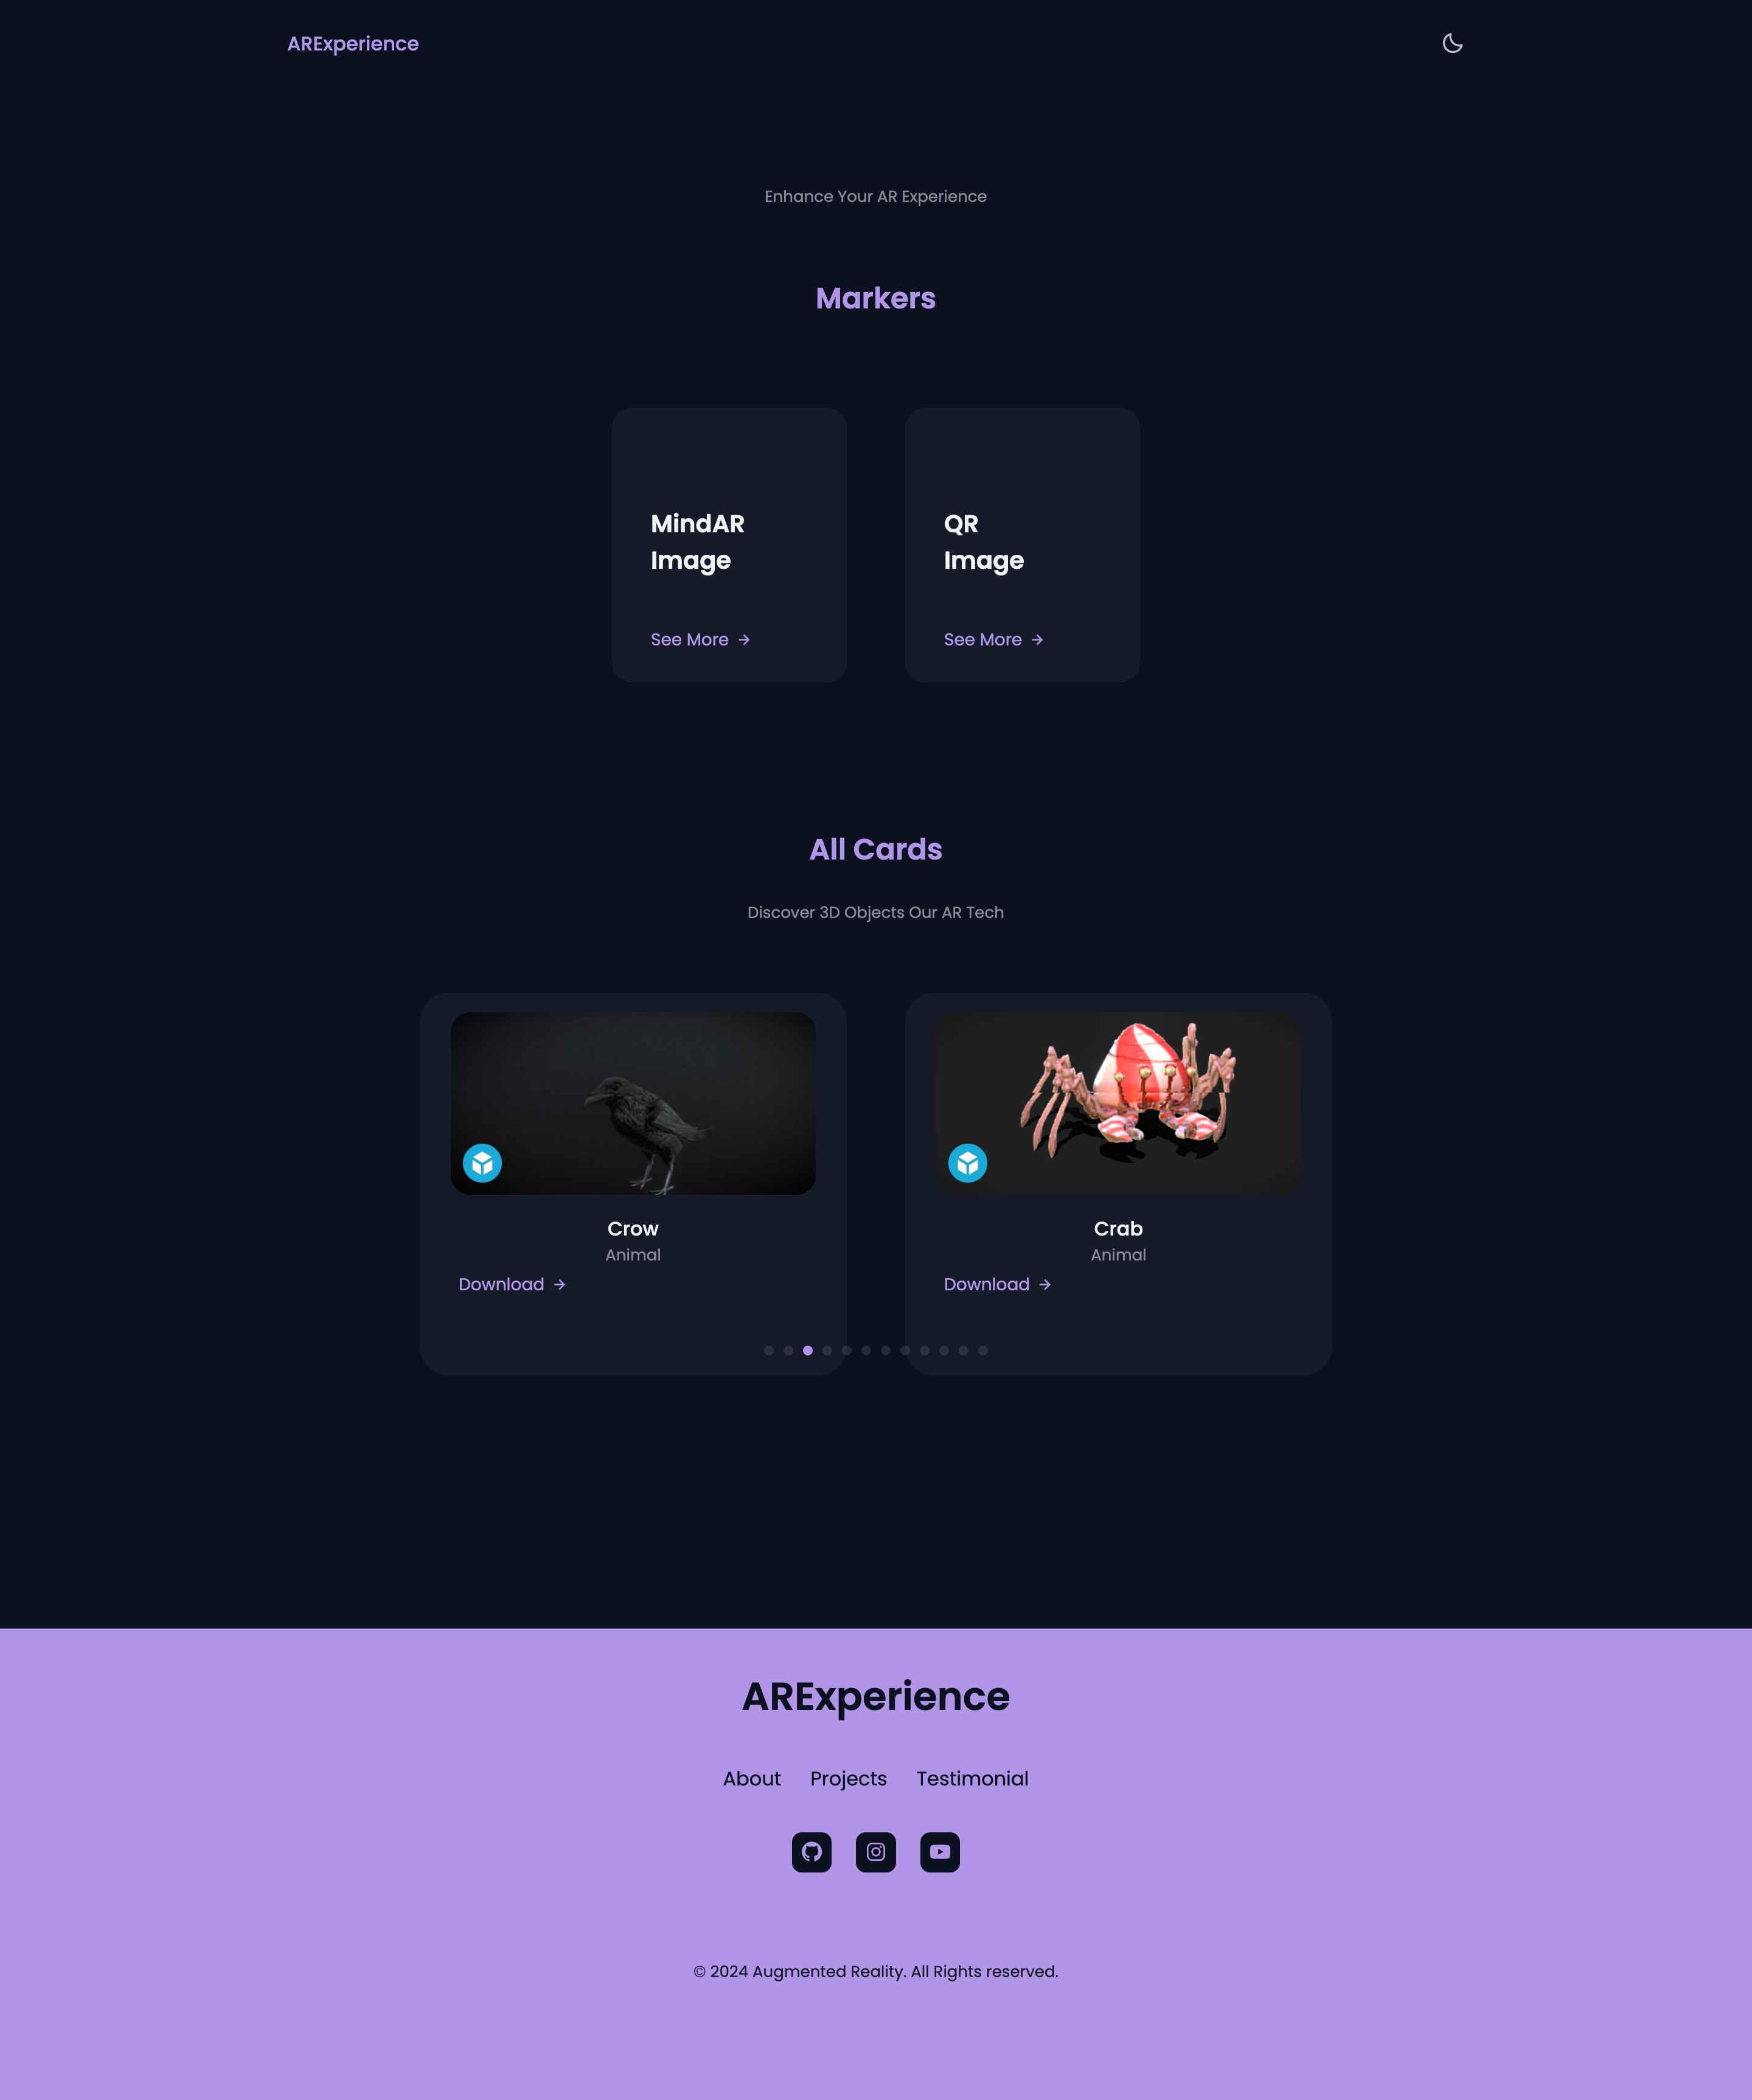 ARExperience
Enhance Your AR Experience
Markers
MindAR
Image
See More →
QR
Image
See More →
All Cards
Discover 3D Objects Our AR Tech
Crow
Animal
Download →
Crab
Animal
Download →
ARExperience
About Projects Testimonial
© 2024 Augmented Reality. All Rights reserved.